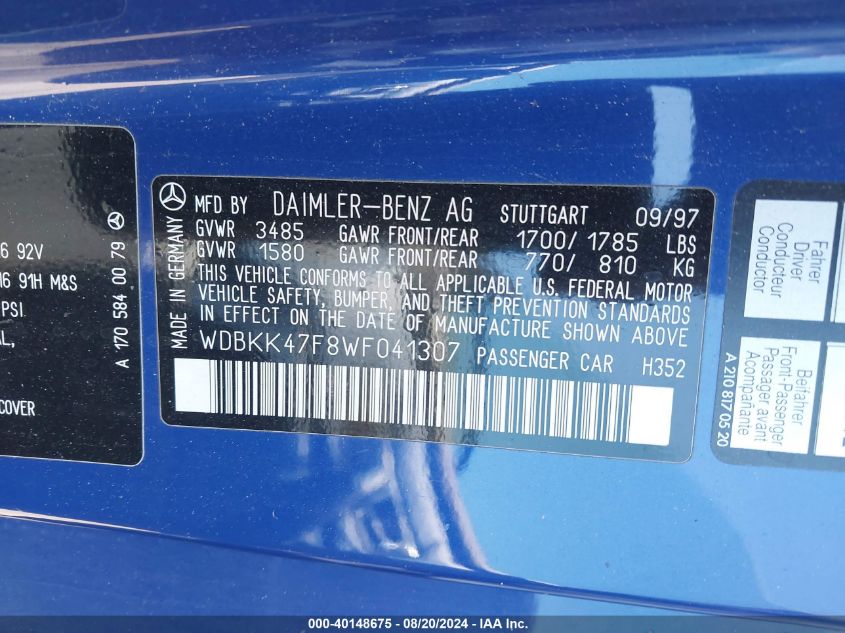 6 92V
16 91H M&S
PSI
AL,
COVER
A 170 584 00 79
MADE IN GERMANY
MFD BY DAIMLER-BENZ AG STUTTGART 09/97
GVWR 3485 GAWR FRONT/REAR 1700/ 1785 LBS
GVWR 1580 GAWR FRONT/REAR 770/ 810 KG
THIS VEHICLE CONFORMS TO ALL APPLICABLE U.S. FEDERAL MOTOR
VEHICLE SAFETY, BUMPER, AND THEFT PREVENTION STANDARDS
IN EFFECT ON THE DATE OF MANUFACTURE SHOWN ABOVE
WDBKK47F8WF041307 PASSENGER CAR H352
Fahrer
Driver
Conducteur
Conductor
Beifahrer
Front-Passenger
Passager avant
Acompañante
A 210 817 05 20
000-40148675 - 08/20/2024 - IAA Inc.